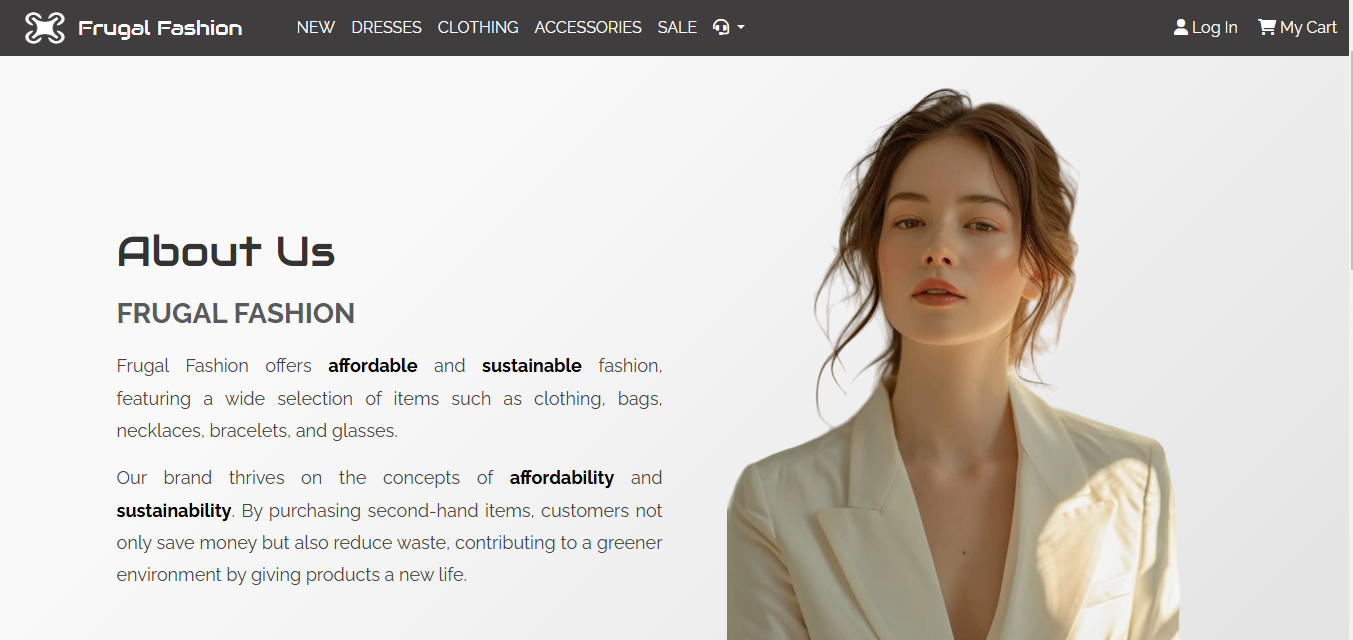 Frugal Fashion NEW DRESSES CLOTHING ACCESSORIES SALE Log In My Cart
About Us
FRUGAL FASHION
Frugal Fashion offers affordable and sustainable fashion,
featuring a wide selection of items such as clothing, bags,
necklaces, bracelets, and glasses.
Our brand thrives on the concepts of affordability and
sustainability. By purchasing second-hand items, customers not
only save money but also reduce waste, contributing to a greener
environment by giving products a new life.